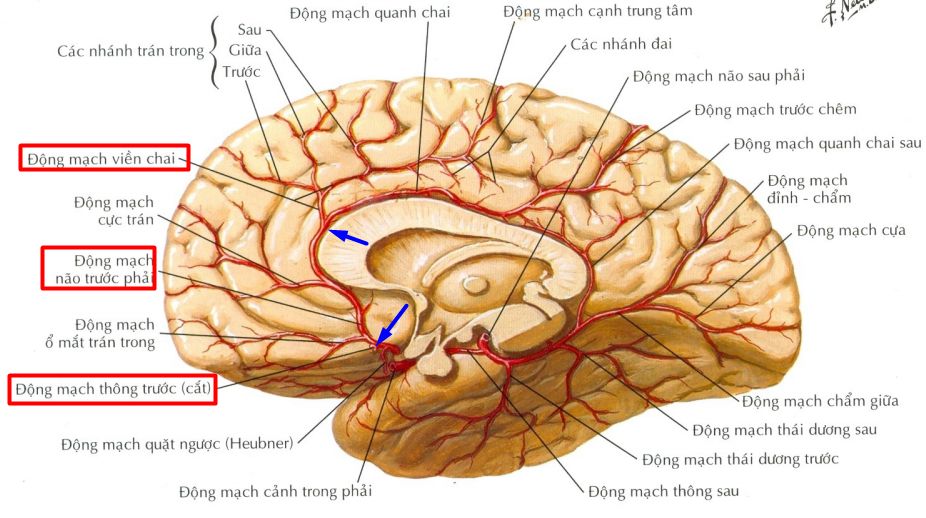 Động mạch quanh chai
Động mạch cạnh trung tâm
Các nhánh trán trong
Sau
Giữa
Trước
Các nhánh đai
Động mạch não sau phải
Động mạch trước chêm
Động mạch quanh chai sau
Động mạch viền chai
Động mạch
đỉnh - chẩm
Động mạch
cực trán
Động mạch cựa
Động mạch
não trước phải
Động mạch
ổ mắt trán trong
Động mạch thông trước (cắt)
Động mạch chẩm giữa
Động mạch thái dương sau
Động mạch quặt ngược (Heubner)
Động mạch thái dương trước
Động mạch cảnh trong phải
Động mạch thông sau